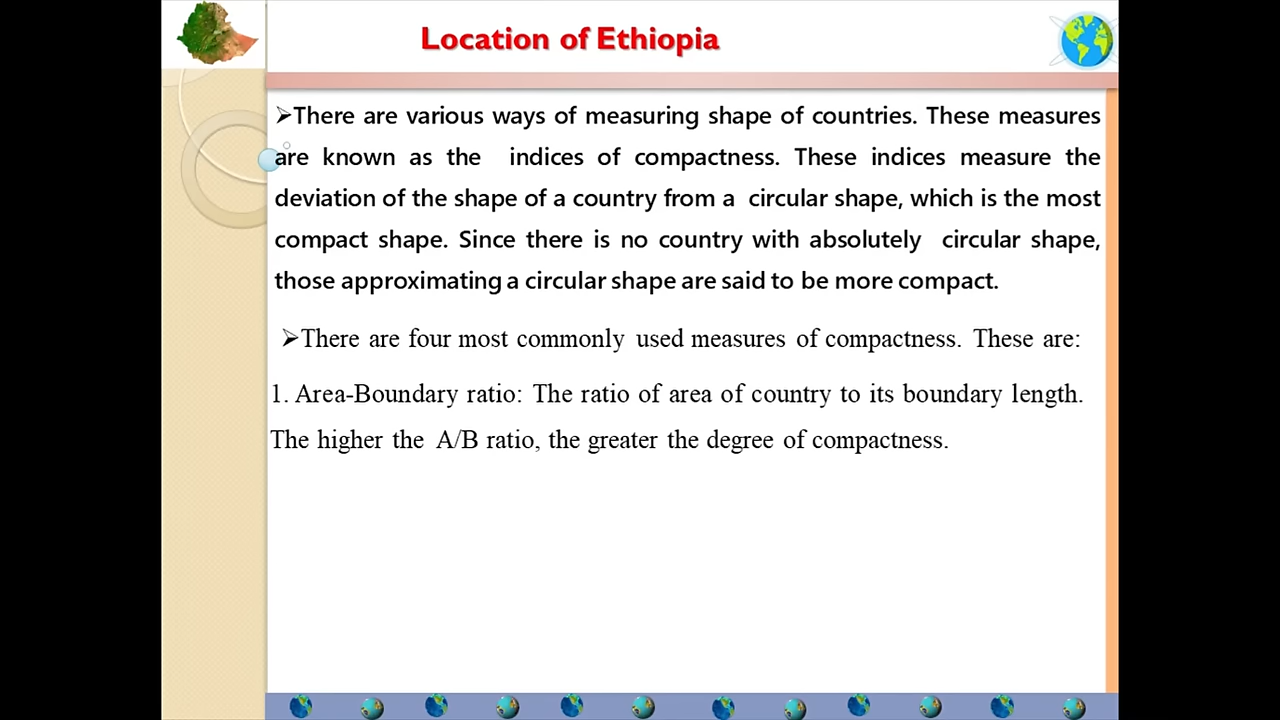 Location of Ethiopia
➢There are various ways of measuring shape of countries. These measures
are known as the indices of compactness. These indices measure the
deviation of the shape of a country from a circular shape, which is the most
compact shape. Since there is no country with absolutely circular shape,
those approximating a circular shape are said to be more compact.
➢There are four most commonly used measures of compactness. These are:
1. Area-Boundary ratio: The ratio of area of country to its boundary length.
The higher the A/B ratio, the greater the degree of compactness.